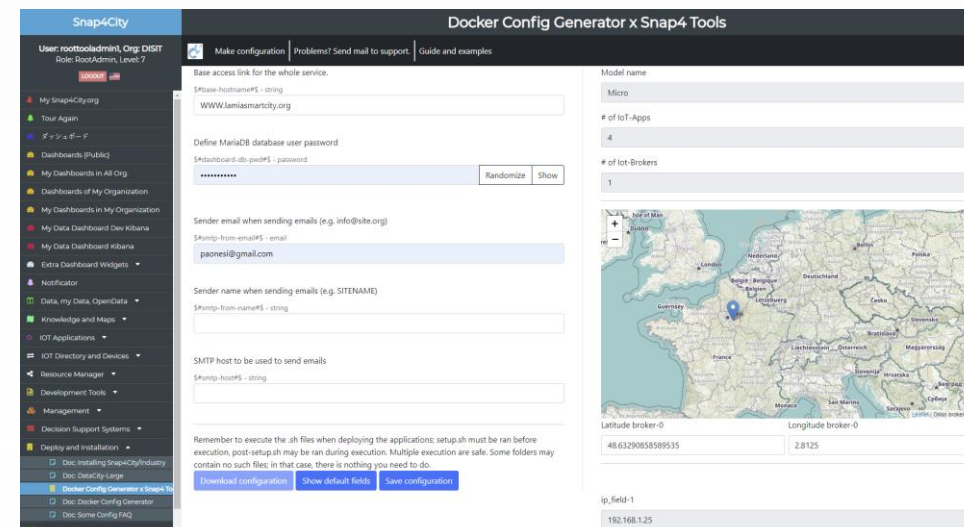 Snap4City
User: roottooladmin1, Org: DISIT
Role: RootAdmin, Level: 7
LOGOUT
My Snap4City.org
Tour Again
ダッシュボード
Dashboards (Public)
My Dashboards in All Org.
Dashboards of My Organization
My Dashboards in My Organization
My Data Dashboard Dev Kibana
My Data Dashboard Kibana
Extra Dashboard Widgets
Notificator
Data, my Data, OpenData
Knowledge and Maps
IOT Applications
IOT Directory and Devices
Resource Manager
Development Tools
Management
Decision Support Systems
Deploy and Installation
Doc: Installing Snap4City/Industry
Doc: DataCity-Large
Docker Config Generator x Snap4 To
Doc: Docker Config Generator
Doc: Some Config FAQ
Docker Config Generator x Snap4 Tools
Make configuration
Problems? Send mail to support.
Guide and examples
Base access link for the whole service.
$#base-hostname#$ - string
WWW.lamiasmartcity.org
Define MariaDB database user password
$#dashboard-db-pwd#$ - password
•••••••••••
Randomize Show
Sender email when sending emails (e.g. info@site.org)
$#smtp-from-email#$ - email
paonesi@gmail.com
Sender name when sending emails (e.g. SITENAME)
$#smtp-from-name#$ - string
SMTP host to be used to send emails
$#smtp-host#$ - string
Remember to execute the .sh files when deploying the applications; setup.sh must be ran before
execution, post-setup.sh may be ran during execution. Multiple execution are safe. Some folders may
contain no such files; in that case, there is nothing you need to do.
Download configuration Show default fields Save configuration
Model name
Micro
# of IoT-Apps
4
# of Iot-Brokers
1
+
−
Isle of Man
Dublin
Nederland
Berlin
Polska
London
België - Belgique
- Belgien
Deutschland
Lëtzebuerg
Česko
Guernsey
Slovensko
Bratislava
Liechtenstein
Österreich
Magyarország
France
Slovenija
Hrvatska
Београд
Monaco
San Marino
Србија
Sarajevo
Leaflet
Latitude broker-0
Longitude broker-0
48.63290858589535
2.8125
ip_field-1
192.168.1.25